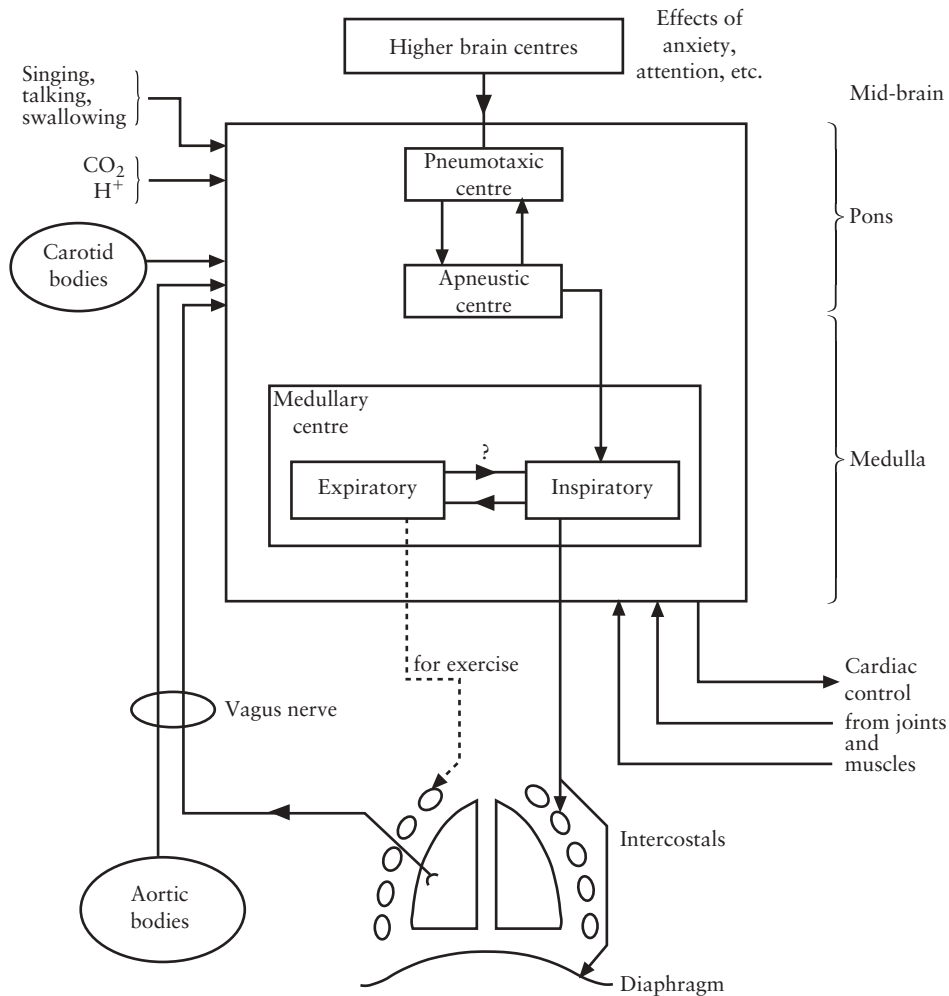 Higher brain centres
Effects of
anxiety,
attention, etc.
Singing,
talking,
swallowing
Mid-brain
CO₂
H⁺
Pneumotaxic
centre
Pons
Carotid
bodies
Apneustic
centre
Medullary
centre
?
Expiratory
Inspiratory
Medulla
for exercise
Cardiac
control
from joints
and
muscles
Vagus nerve
Intercostals
Aortic
bodies
Diaphragm